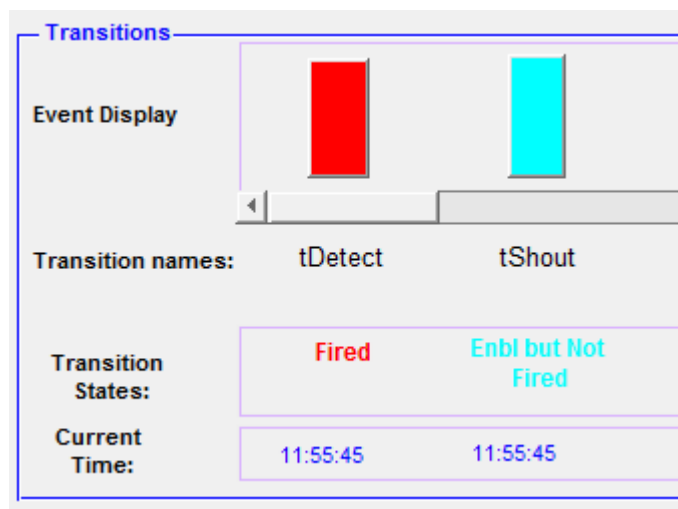 Transitions
Event Display
Transition names: tDetect tShout
Transition States: Fired Enbl but Not Fired
Current Time: 11:55:45 11:55:45